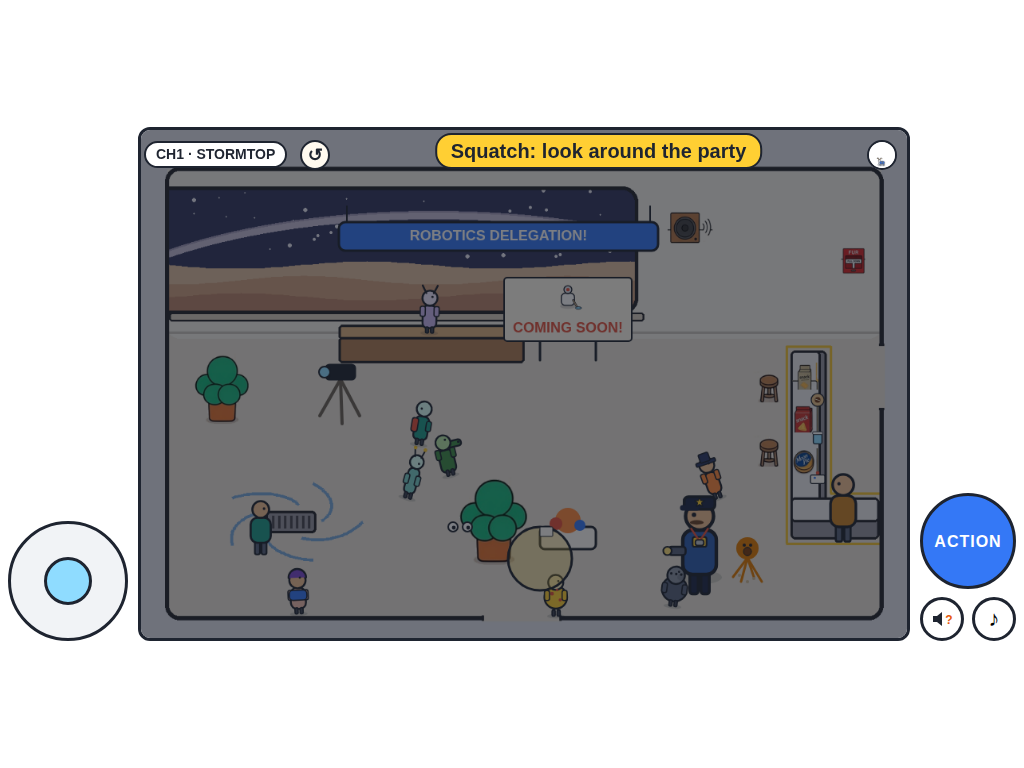 CH1 · STORMTOP
↺
Squatch: look around the party
ROBOTICS DELEGATION!
COMING SOON!
ACTION
?
♪